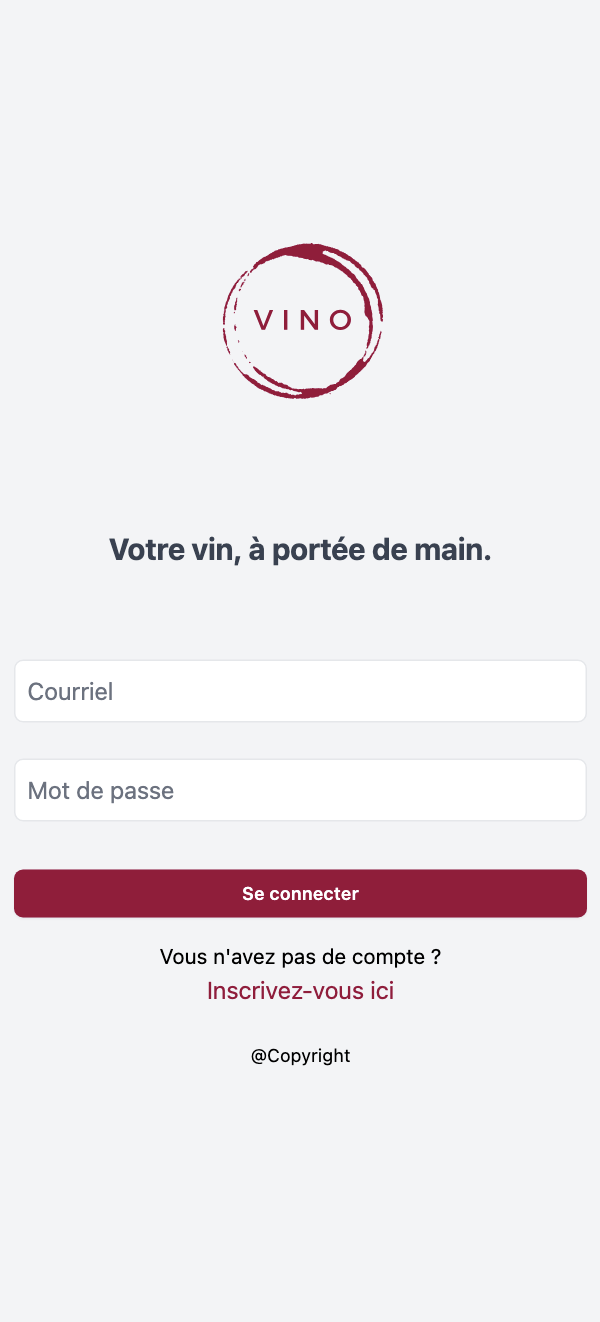 VINO
Votre vin, à portée de main.
Courriel
Mot de passe
Se connecter
Vous n'avez pas de compte ?
Inscrivez-vous ici
@Copyright